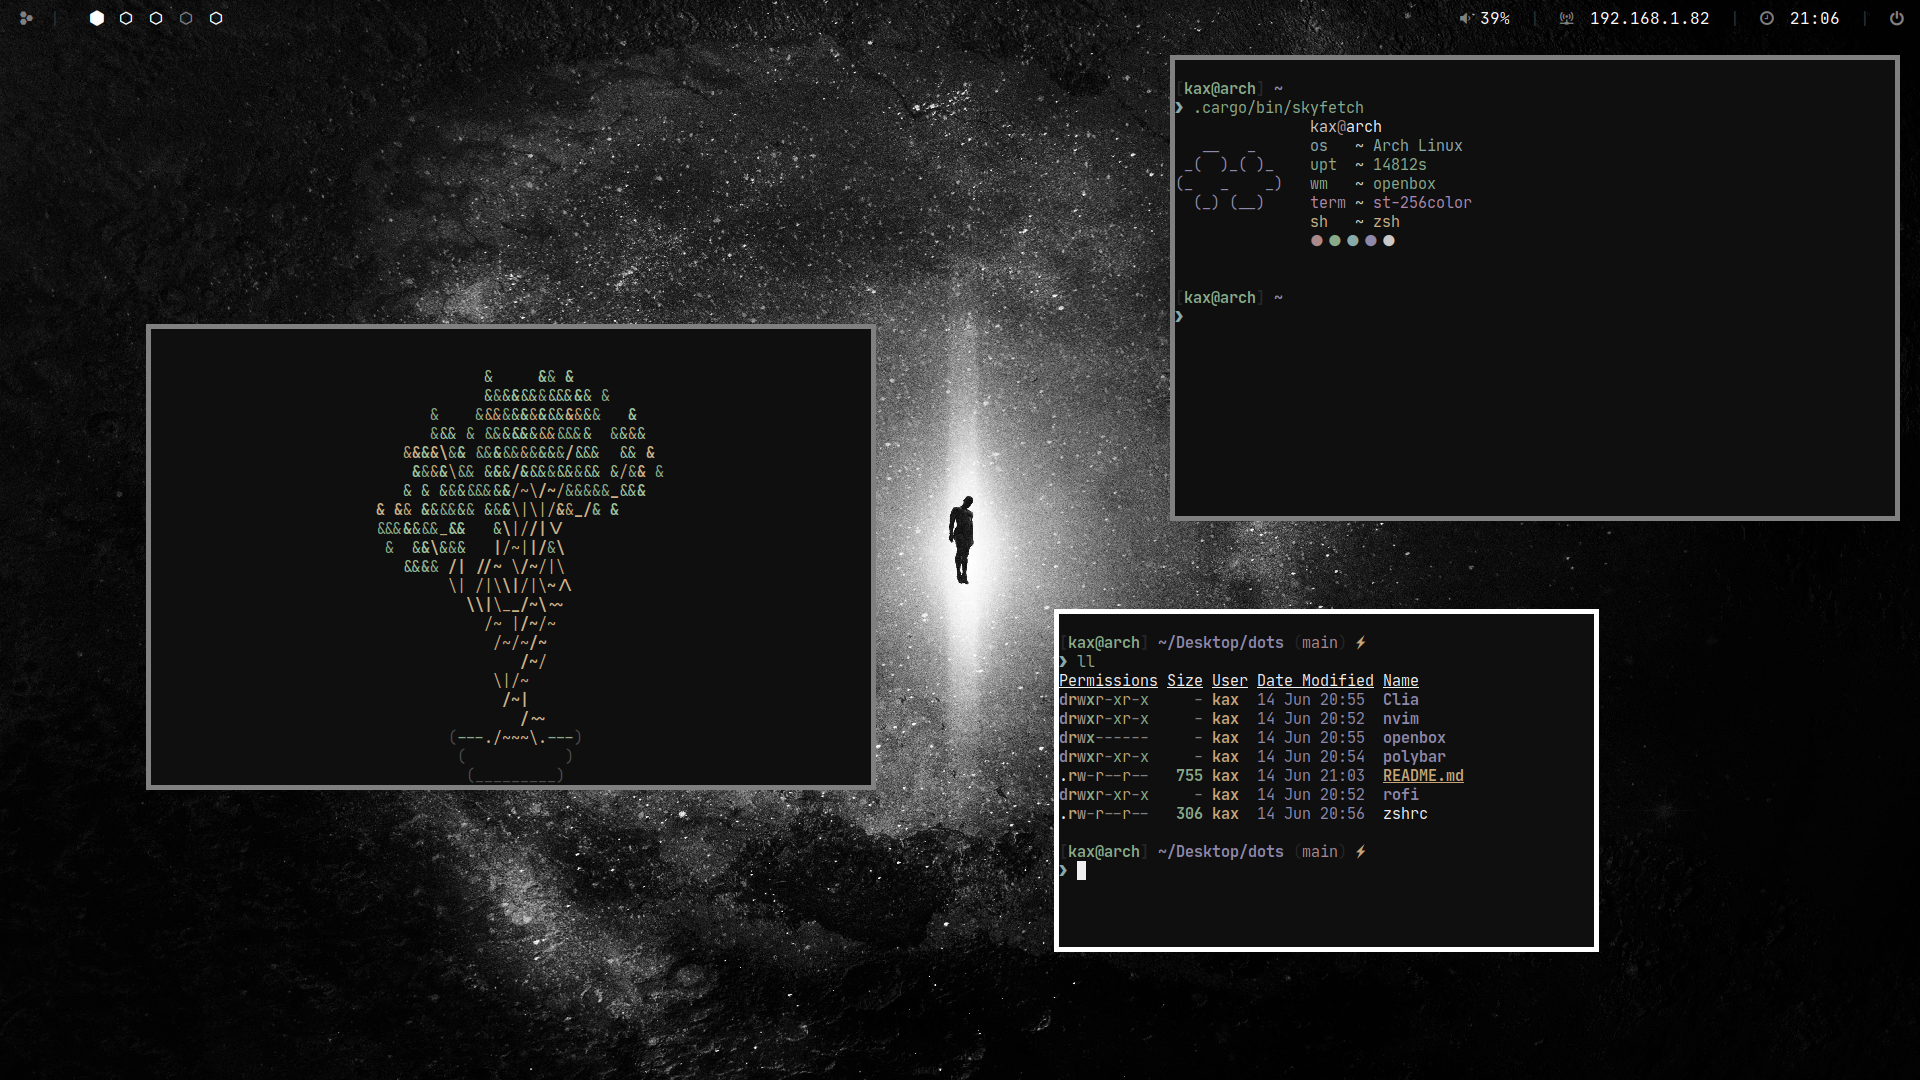 39% | 192.168.1.82 | 21:06 |
[kax@arch] ~
❯ .cargo/bin/skyfetch
kax@arch
os ~ Arch Linux
upt ~ 14812s
wm ~ openbox
term ~ st-256color
sh ~ zsh
[kax@arch] ~
❯
[kax@arch] ~/Desktop/dots (main) ⚡
❯ ll
Permissions Size User Date Modified Name
drwxr-xr-x - kax 14 Jun 20:55 Clia
drwxr-xr-x - kax 14 Jun 20:52 nvim
drwx------ - kax 14 Jun 20:55 openbox
drwxr-xr-x - kax 14 Jun 20:54 polybar
.rw-r--r-- 755 kax 14 Jun 21:03 README.md
drwxr-xr-x - kax 14 Jun 20:52 rofi
.rw-r--r-- 306 kax 14 Jun 20:56 zshrc
[kax@arch] ~/Desktop/dots (main) ⚡
❯